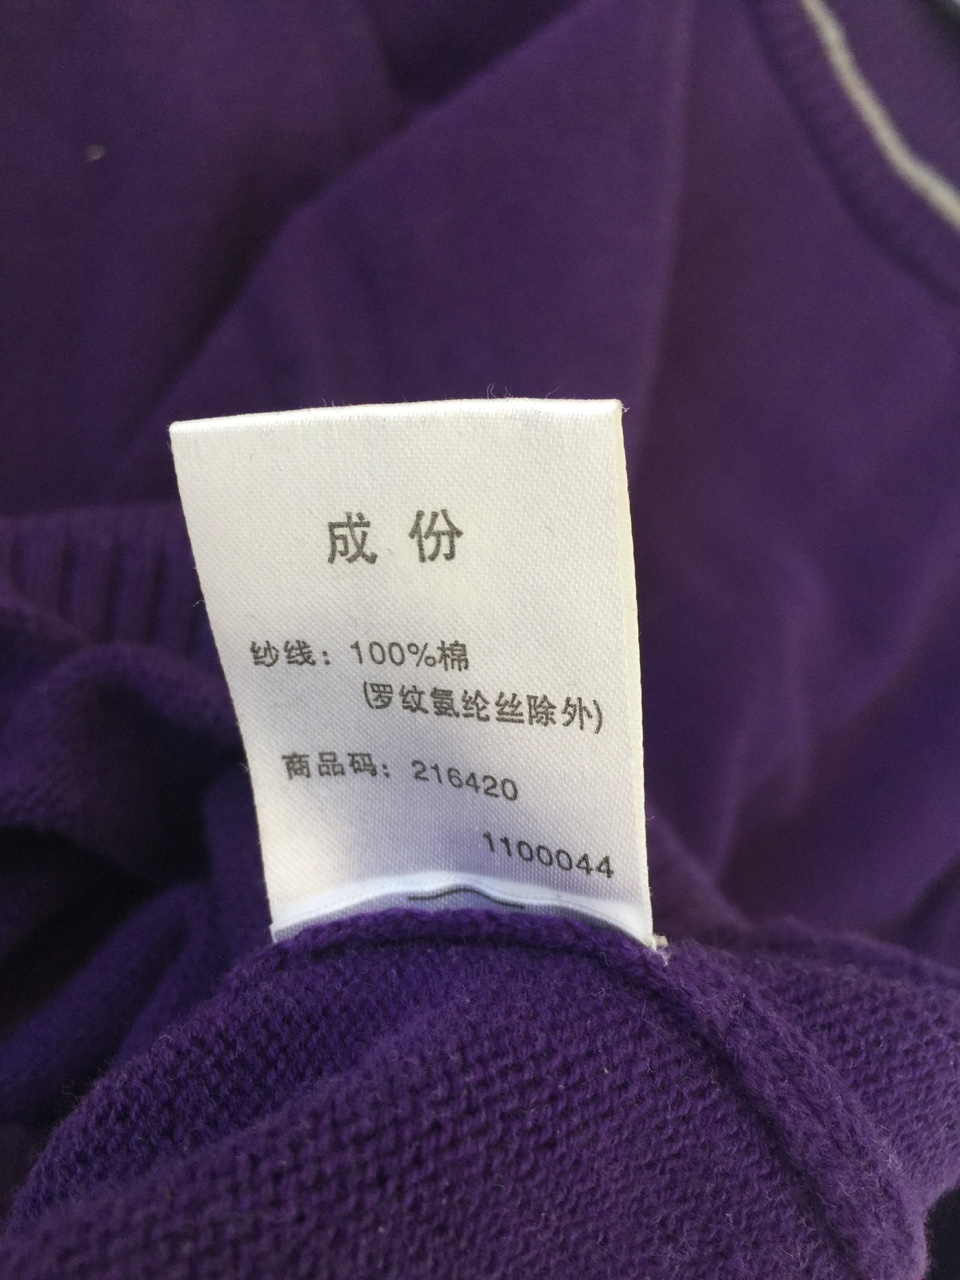 成份
纱线：100%棉
(罗纹氨纶丝除外)
商品码：216420
1100044